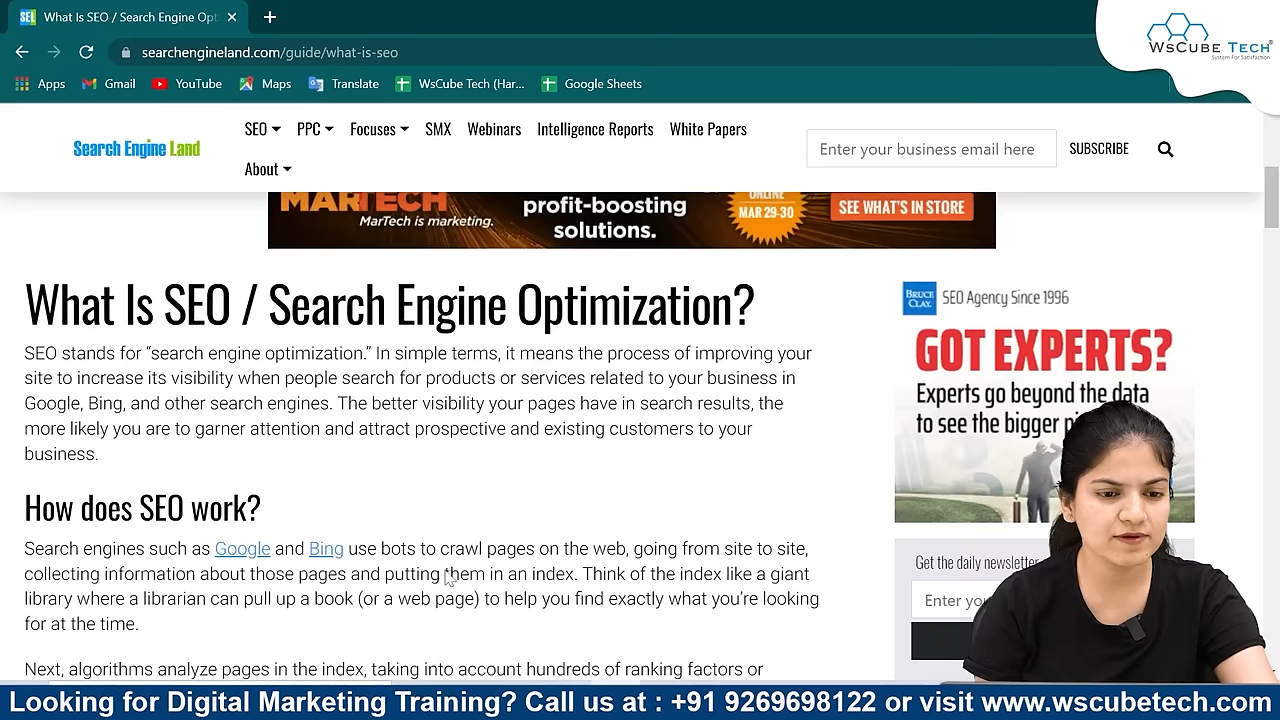 SEL What Is SEO / Search Engine Opt
searchengineland.com/guide/what-is-seo
WsCube Tech
System For Satisfaction
Apps Gmail YouTube Maps Translate WsCube Tech (Har... Google Sheets
Search Engine Land
SEO PPC Focuses SMX Webinars Intelligence Reports White Papers
About
Enter your business email here SUBSCRIBE
MARTECH
MarTech is marketing.
profit-boosting
solutions.
ONLINE
MAR 29-30
SEE WHAT'S IN STORE
What Is SEO / Search Engine Optimization?
SEO stands for “search engine optimization.” In simple terms, it means the process of improving your
site to increase its visibility when people search for products or services related to your business in
Google, Bing, and other search engines. The better visibility your pages have in search results, the
more likely you are to garner attention and attract prospective and existing customers to your
business.
How does SEO work?
Search engines such as Google and Bing use bots to crawl pages on the web, going from site to site,
collecting information about those pages and putting them in an index. Think of the index like a giant
library where a librarian can pull up a book (or a web page) to help you find exactly what you’re looking
for at the time.
Next, algorithms analyze pages in the index, taking into account hundreds of ranking factors or
BRUCE CLAY SEO Agency Since 1996
GOT EXPERTS?
Experts go beyond the data
to see the bigger
Get the daily newslette
Enter yo
Looking for Digital Marketing Training? Call us at : +91 9269698122 or visit www.wscubetech.com